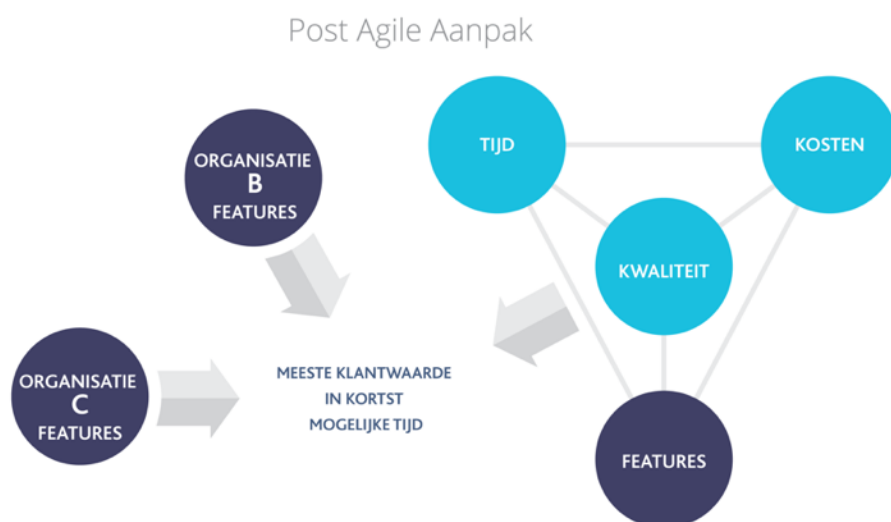 Post Agile Aanpak
TIJD
KOSTEN
ORGANISATIE
B
FEATURES
KWALITEIT
ORGANISATIE
C
FEATURES
MEESTE KLANTWAARDE
IN KORTST
MOGELIJKE TIJD
FEATURES